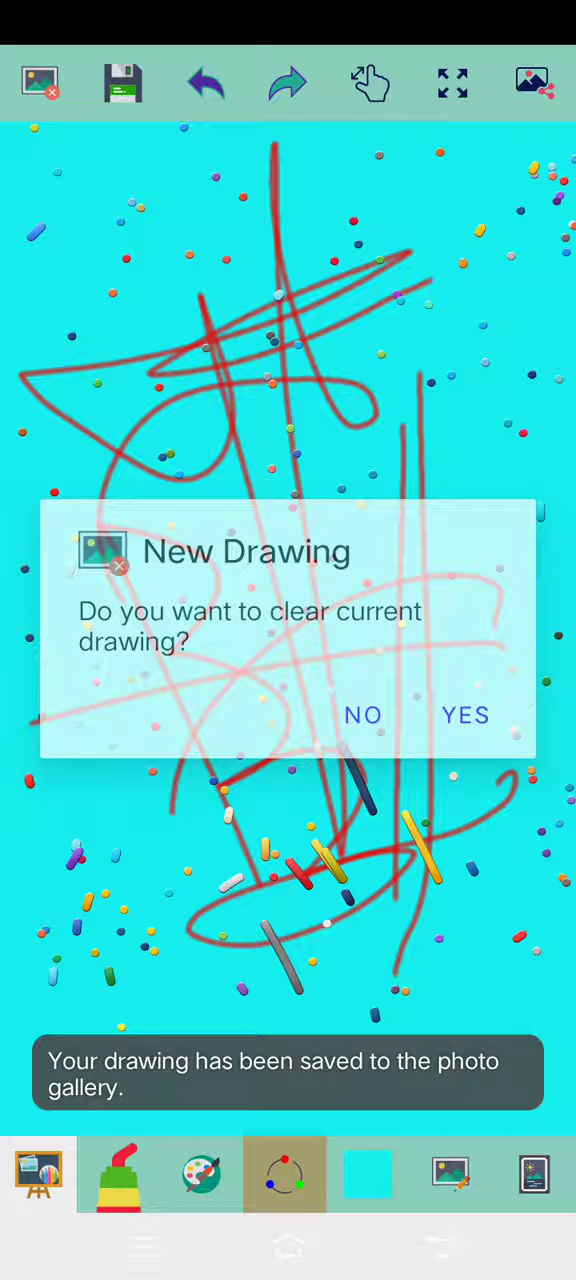 New Drawing
Do you want to clear current
drawing?
NO YES
Your drawing has been saved to the photo
gallery.